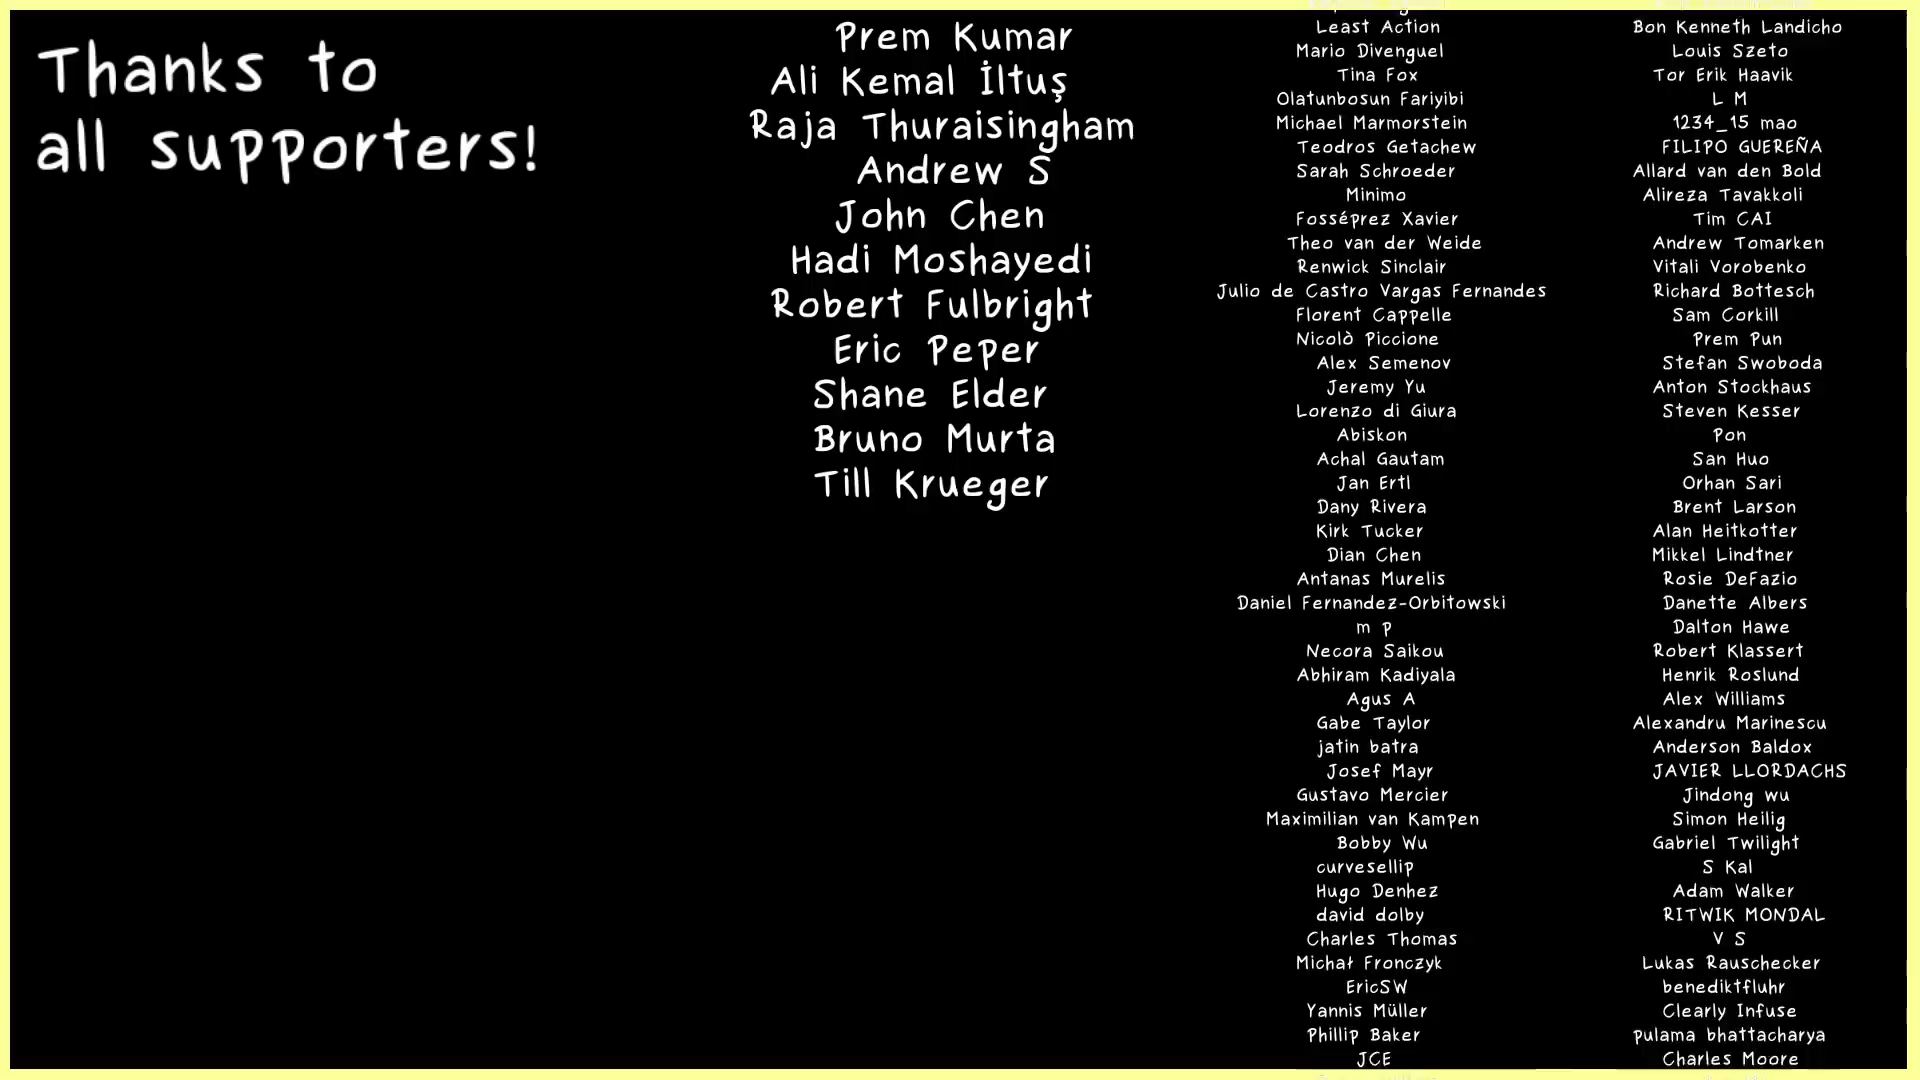 Thanks to
all supporters!
Prem Kumar
Ali Kemal İltuş
Raja Thuraisingham
Andrew S
John Chen
Hadi Moshayedi
Robert Fulbright
Eric Peper
Shane Elder
Bruno Murta
Till Krueger
Least Action
Mario Divenguel
Tina Fox
Olatunbosun Fariyibi
Michael Marmorstein
Teodros Getachew
Sarah Schroeder
Minimo
Fosséprez Xavier
Theo van der Weide
Renwick Sinclair
Julio de Castro Vargas Fernandes
Florent Cappelle
Nicolò Piccione
Alex Semenov
Jeremy Yu
Lorenzo di Giura
Abiskon
Achal Gautam
Jan Ertl
Dany Rivera
Kirk Tucker
Dian Chen
Antanas Murelis
Daniel Fernandez-Orbitowski
m p
Necora Saikou
Abhiram Kadiyala
Agus A
Gabe Taylor
jatin batra
Josef Mayr
Gustavo Mercier
Maximilian van Kampen
Bobby Wu
curvesellip
Hugo Denhez
david dolby
Charles Thomas
Michał Fronczyk
EricSW
Yannis Müller
Phillip Baker
JCE
Bon Kenneth Landicho
Louis Szeto
Tor Erik Haavik
L M
1234_15 mao
FILIPO GUEREÑA
Allard van den Bold
Alireza Tavakkoli
Tim CAI
Andrew Tomarken
Vitali Vorobenko
Richard Bottesch
Sam Corkill
Prem Pun
Stefan Swoboda
Anton Stockhaus
Steven Kesser
Pon
San Huo
Orhan Sari
Brent Larson
Alan Heitkotter
Mikkel Lindtner
Rosie DeFazio
Danette Albers
Dalton Hawe
Robert Klassert
Henrik Roslund
Alex Williams
Alexandru Marinescu
Anderson Baldox
JAVIER LLORDACHS
Jindong wu
Simon Heilig
Gabriel Twilight
S Kal
Adam Walker
RITWIK MONDAL
V S
Lukas Rauschecker
benediktfluhr
Clearly Infuse
pulama bhattacharya
Charles Moore